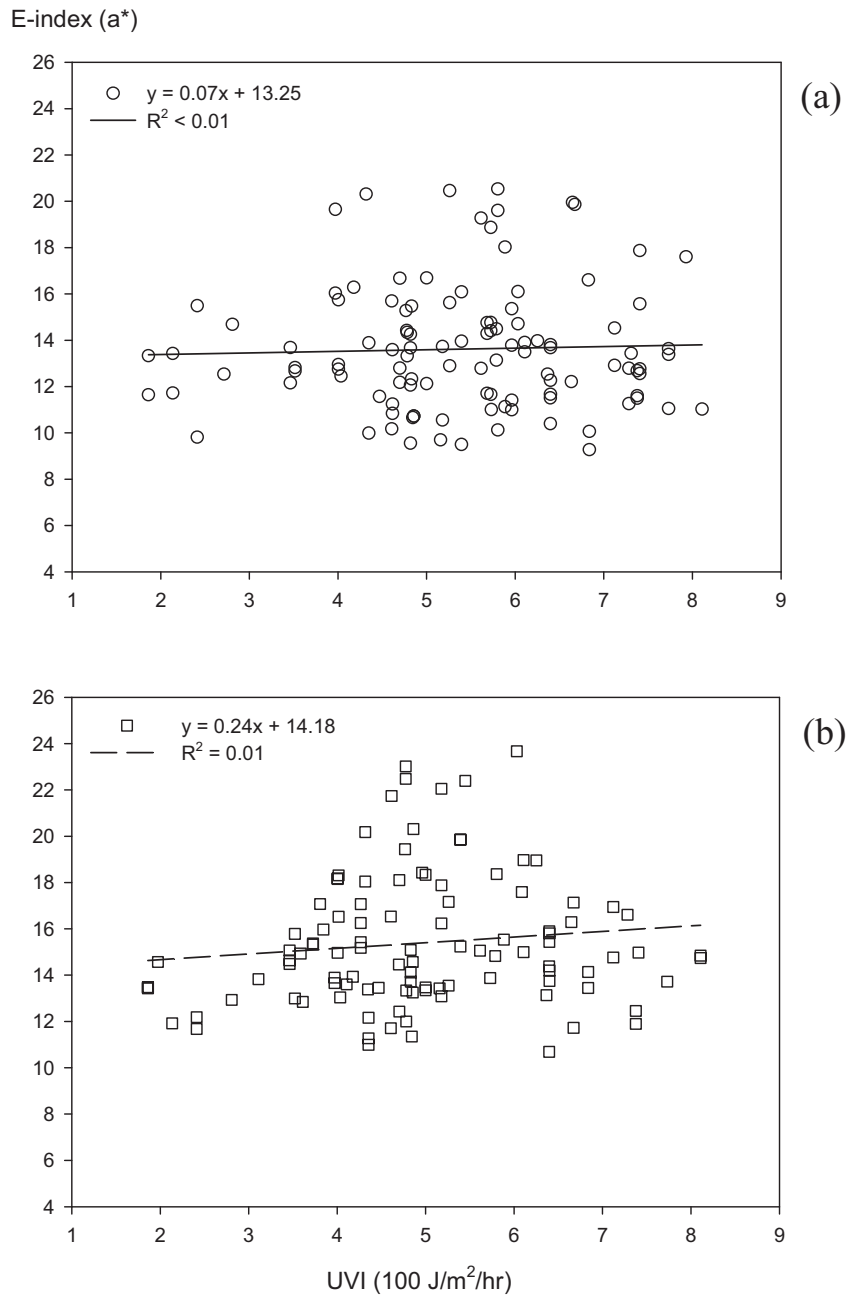 E-index (a*)
26
24
22
20
18
16
14
12
10
8
6
4
y = 0.07x + 13.25
R² < 0.01
(a)
1 2 3 4 5 6 7 8 9
26
24
22
20
18
16
14
12
10
8
6
4
y = 0.24x + 14.18
R² = 0.01
(b)
1 2 3 4 5 6 7 8 9
UVI (100 J/m²/hr)